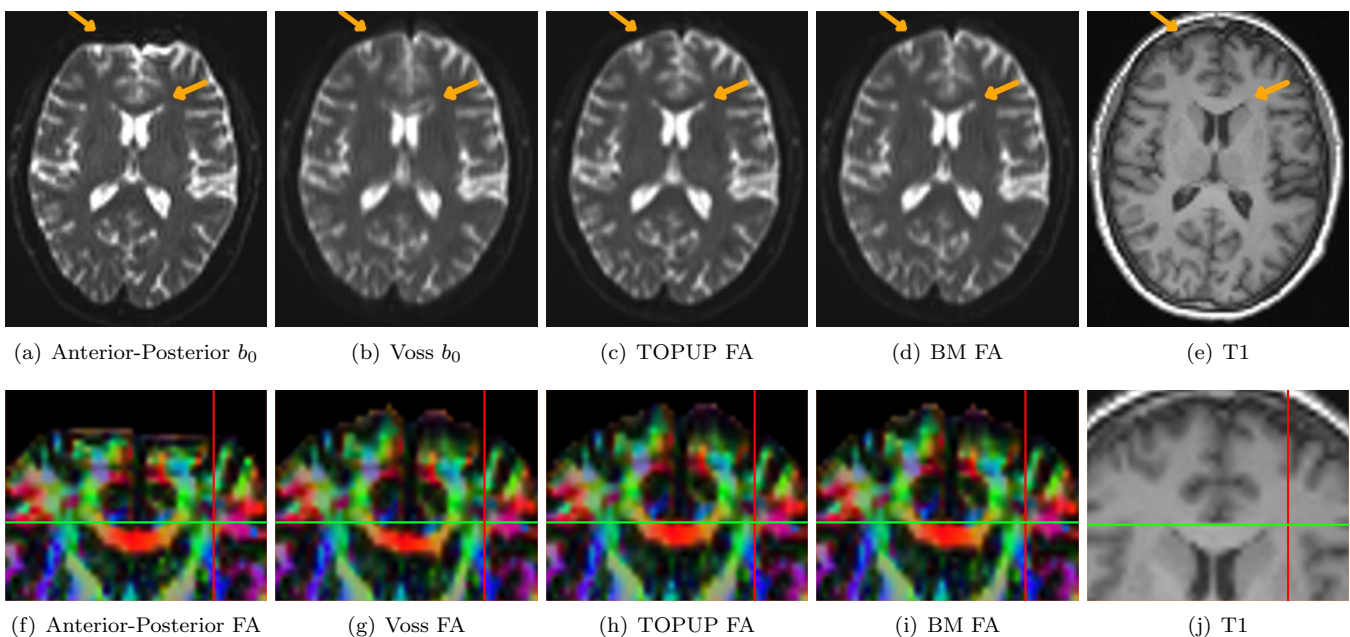 (a) Anterior-Posterior b0
(b) Voss b0
(c) TOPUP FA
(d) BM FA
(e) T1
(f) Anterior-Posterior FA
(g) Voss FA
(h) TOPUP FA
(i) BM FA
(j) T1